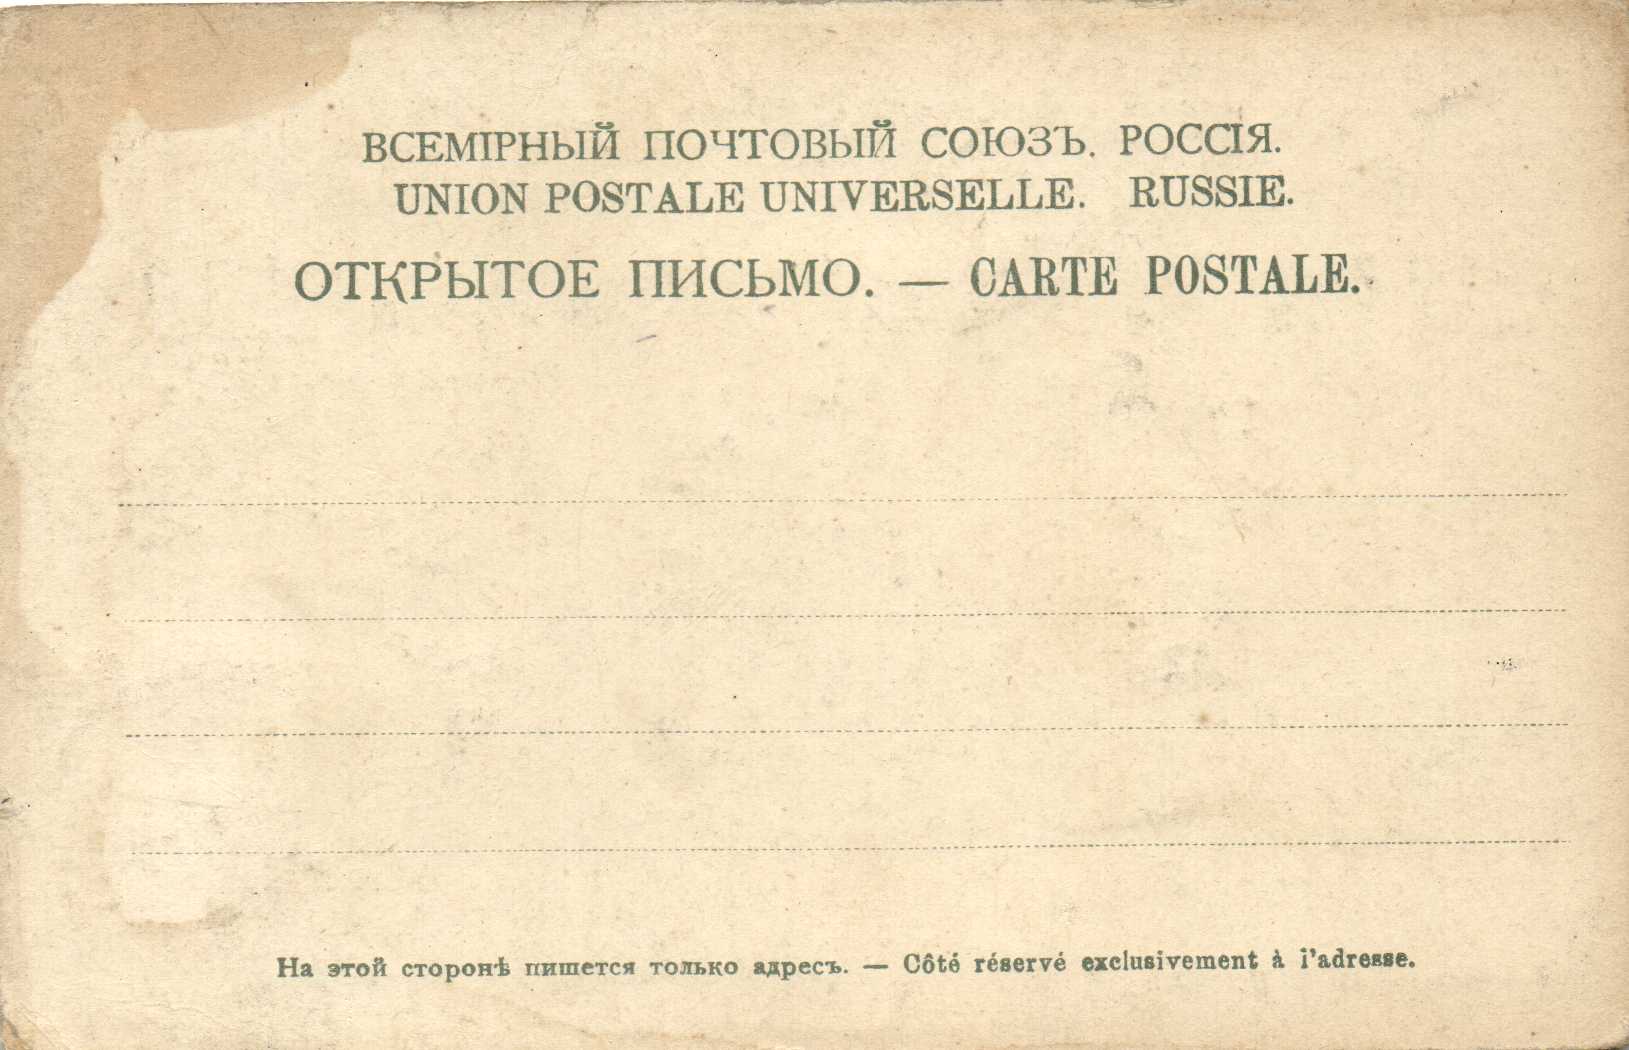 ВСЕМІРНЫЙ ПОЧТОВЫЙ СОЮЗЪ. РОССІЯ.
UNION POSTALE UNIVERSELLE. RUSSIE.
ОТКРЫТОЕ ПИСЬМО. — CARTE POSTALE.
На этой сторонѣ пишется только адресъ. — Côté réservé exclusivement à i'adresse.